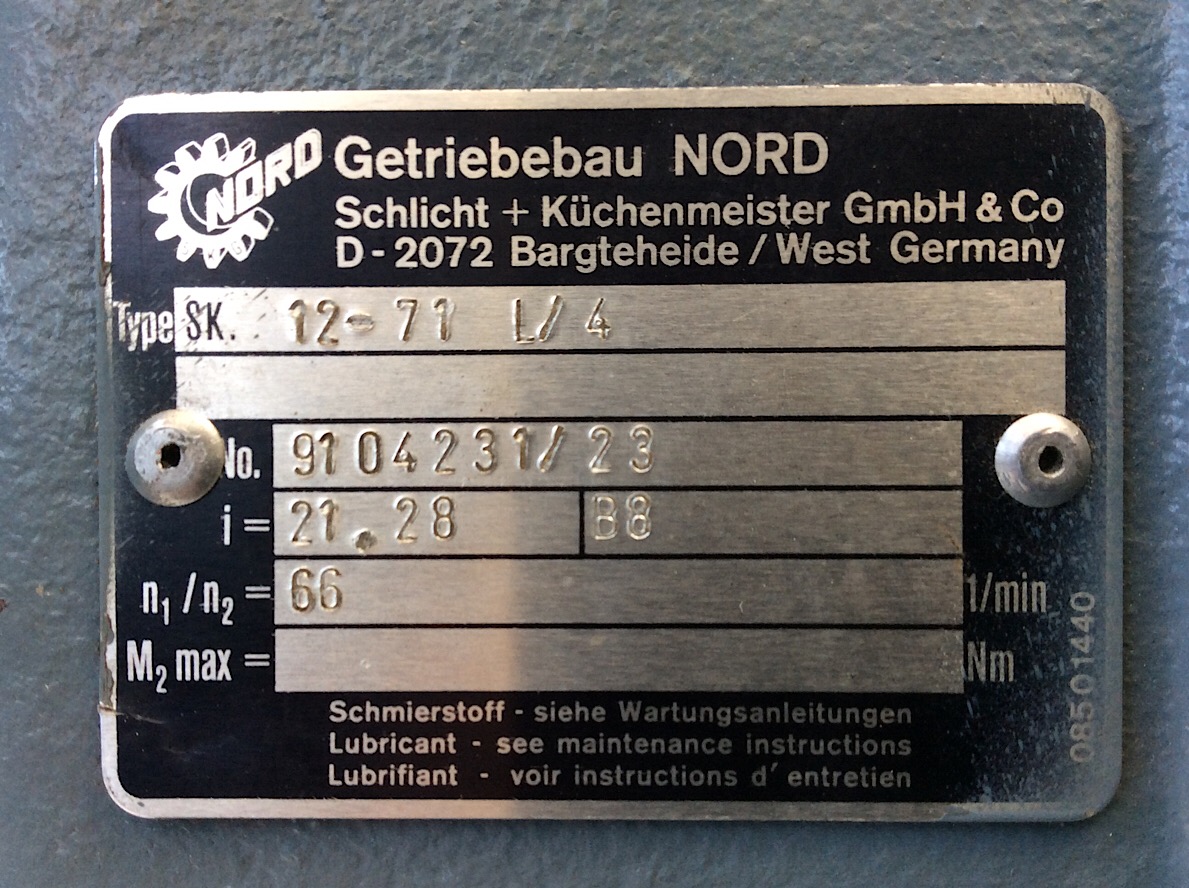 NORD
Getriebebau NORD
Schlicht + Küchenmeister GmbH & Co
D-2072 Bargteheide / West Germany
Type SK. 12-71 L/4
No. 9104231/23
i = 21.28 B8
n₁ / n₂ = 66 1/min
M₂ max = Nm
Schmierstoff - siehe Wartungsanleitungen
Lubricant - see maintenance instructions
Lubrifiant - voir instructions d' entretien
08501440